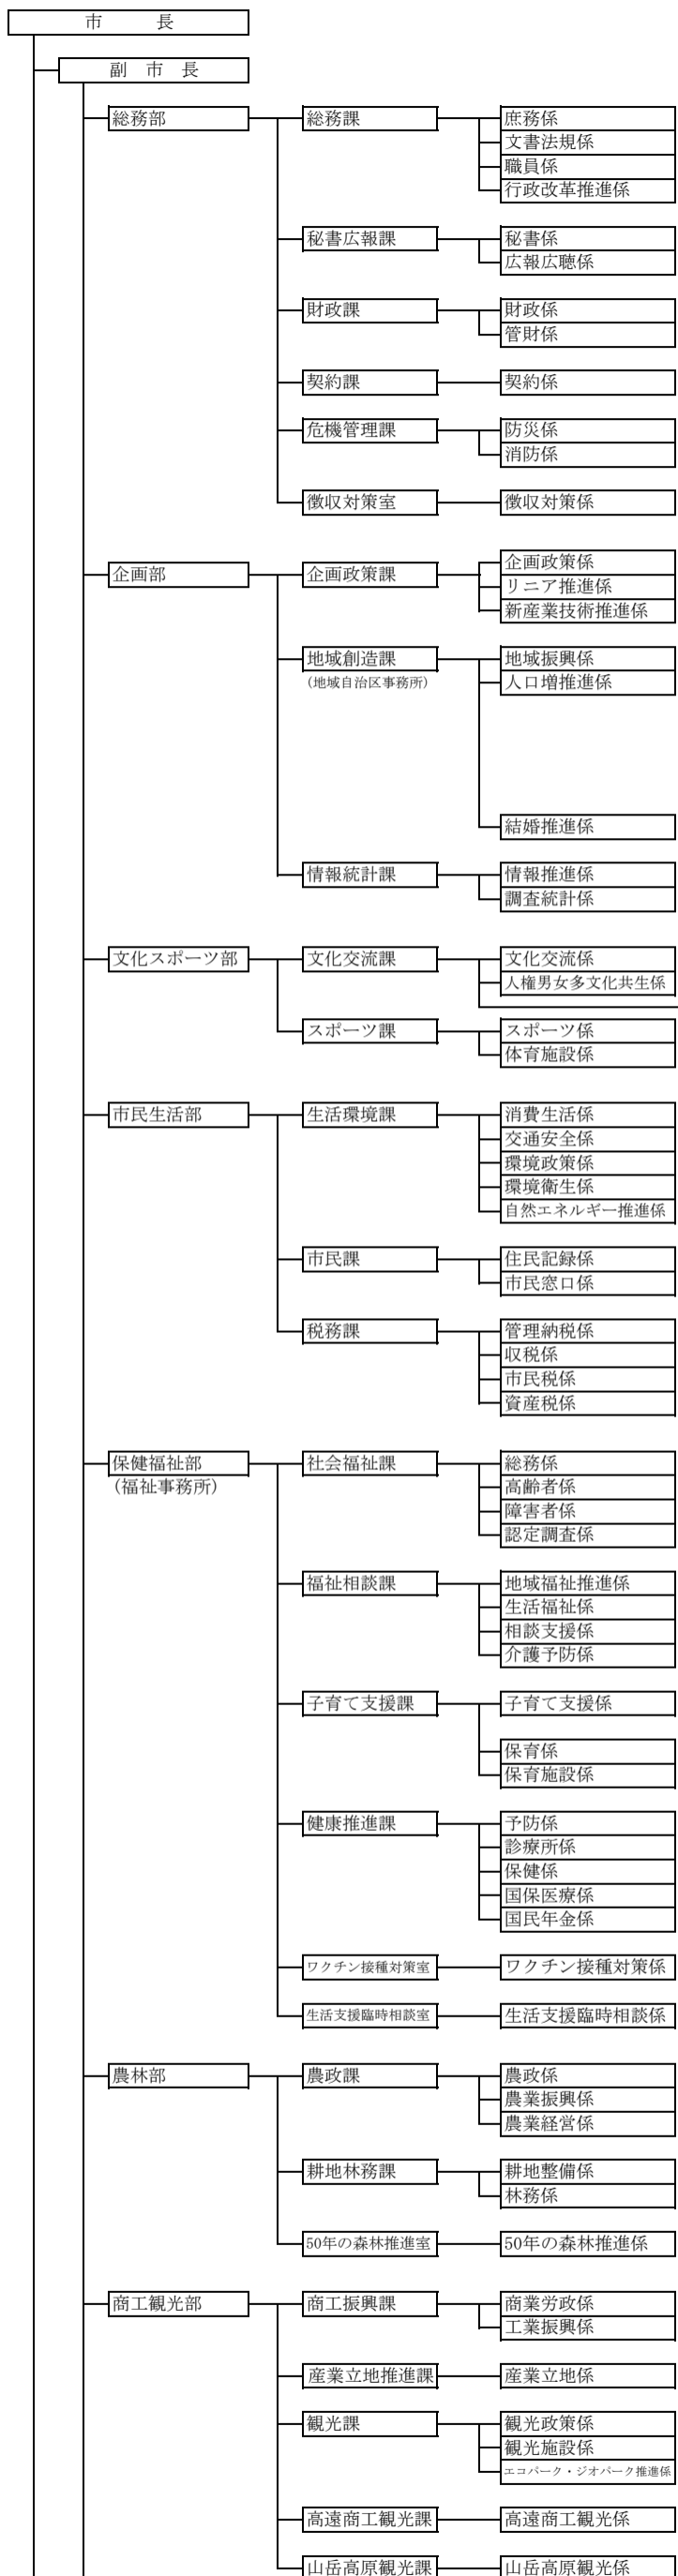 市長
副市長
総務部 総務課 庶務係
文書法規係
職員係
行政改革推進係
秘書広報課 秘書係
広報広聴係
財政課 財政係
管財係
契約課 契約係
危機管理課 防災係
消防係
徴収対策室 徴収対策係
企画政策係
企画部 企画政策課 リニア推進係
新産業技術推進係
地域創造課 地域振興係
(地域自治区事務所) 人口増推進係
結婚推進係
情報統計課 情報推進係
調査統計係
文化スポーツ部 文化交流課 文化交流係
人権男女多文化共生係
スポーツ課 スポーツ係
体育施設係
市民生活部 生活環境課 消費生活係
交通安全係
環境政策係
環境衛生係
自然エネルギー推進係
市民課 住民記録係
市民窓口係
税務課 管理納税係
収税係
市民税係
資産税係
保健福祉部 社会福祉課 総務係
(福祉事務所) 高齢者係
障害者係
認定調査係
福祉相談課 地域福祉推進係
生活福祉係
相談支援係
介護予防係
子育て支援課 子育て支援係
保育係
保育施設係
健康推進課 予防係
診療所係
保健係
国保医療係
国民年金係
ワクチン接種対策室 ワクチン接種対策係
生活支援臨時相談室 生活支援臨時相談係
農林部 農政課 農政係
農業振興係
農業経営係
耕地林務課 耕地整備係
林務係
50年の森林推進室 50年の森林推進係
商工観光部 商工振興課 商業労政係
工業振興係
産業立地推進課 産業立地係
観光課 観光政策係
観光施設係
エコパーク・ジオパーク推進係
高遠商工観光課 高遠商工観光係
山岳高原観光課 山岳高原観光係